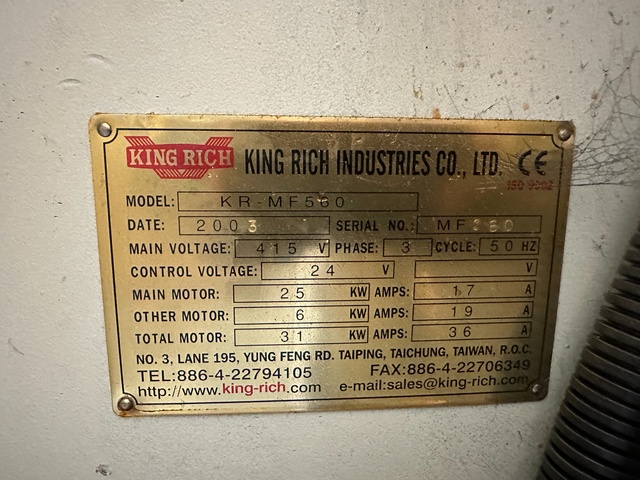 KING RICH KING RICH INDUSTRIES CO., LTD. CE
ISO 9002
MODEL: KR-MF560
DATE: 2003 SERIAL NO.: MF380
MAIN VOLTAGE: 415 V PHASE: 3 CYCLE: 50 HZ
CONTROL VOLTAGE: 24 V V
MAIN MOTOR: 25 KW AMPS: 17 A
OTHER MOTOR: 6 KW AMPS: 19 A
TOTAL MOTOR: 31 KW AMPS: 36 A
NO. 3, LANE 195, YUNG FENG RD. TAIPING, TAICHUNG, TAIWAN, R.O.C.
TEL:886-4-22794105 FAX:886-4-22706349
http://www.king-rich.com e-mail:sales@king-rich.com